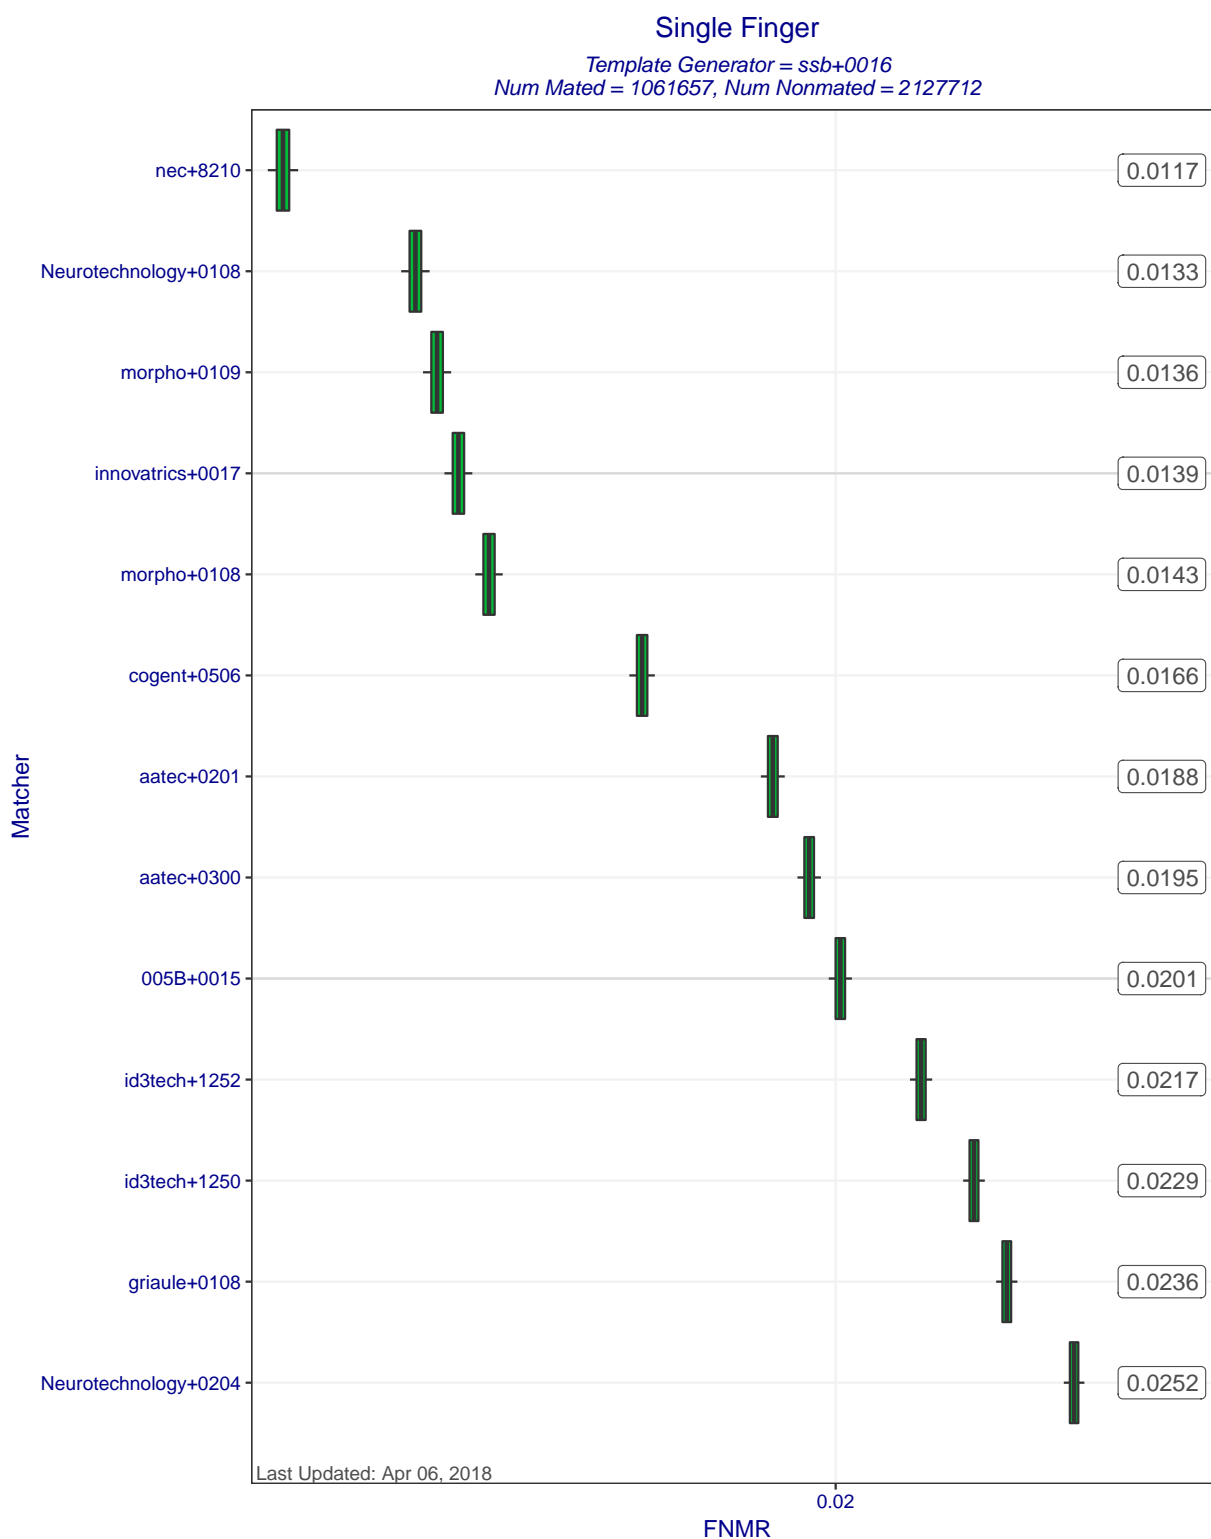 Single Finger
Template Generator = ssb+0016
Num Mated = 1061657, Num Nonmated = 2127712
nec+8210 0.0117
Neurotechnology+0108 0.0133
morpho+0109 0.0136
innovatrics+0017 0.0139
morpho+0108 0.0143
cogent+0506 0.0166
Matcher
aatec+0201 0.0188
aatec+0300 0.0195
005B+0015 0.0201
id3tech+1252 0.0217
id3tech+1250 0.0229
griaule+0108 0.0236
Neurotechnology+0204 0.0252
Last Updated: Apr 06, 2018
0.02
FNMR